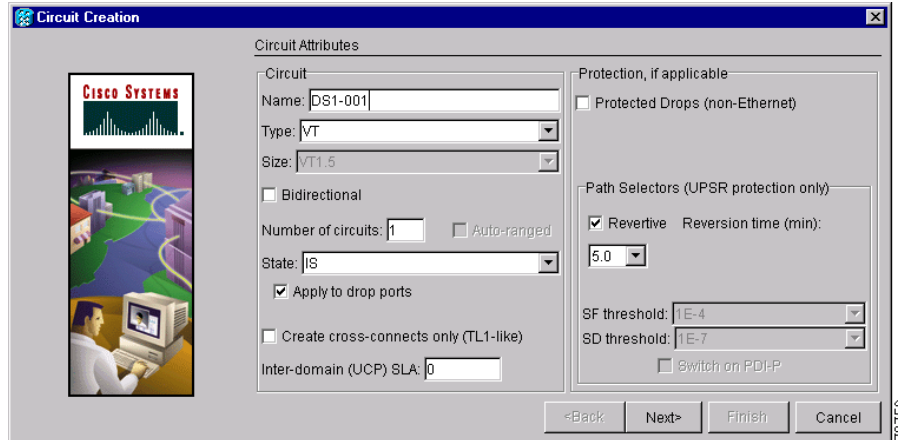 Circuit Creation
Circuit Attributes
CISCO SYSTEMS
Circuit
Name: DS1-001
Type: VT
Size: VT1.5
Bidirectional
Number of circuits: 1 Auto-ranged
State: IS
Apply to drop ports
Create cross-connects only (TL1-like)
Inter-domain (UCP) SLA: 0
Protection, if applicable
Protected Drops (non-Ethernet)
Path Selectors (UPSR protection only)
Revertive Reversion time (min):
5.0
SF threshold: 1E-4
SD threshold: 1E-7
Switch on PDI-P
<Back Next> Finish Cancel